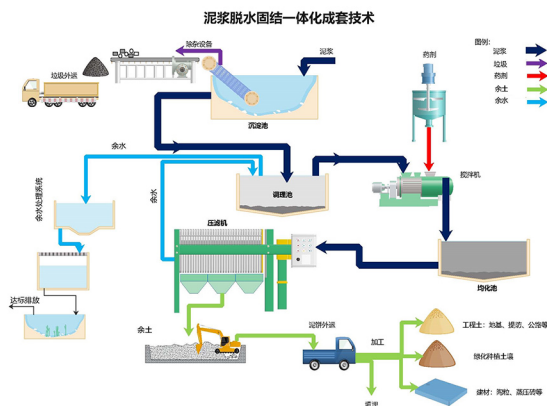 泥浆脱水固结一体化成套技术
除杂设备
泥浆
药剂
图例:
泥浆
垃圾
药剂
余土
余水
垃圾外运
沉淀池
余水
调理池
搅拌机
余水处理系统
余水
压滤机
均化池
达标排放
余土
泥饼外运
加工
工程土:地基、堤防、公路等
绿化种植土壤
建材:陶粒、蒸压砖等